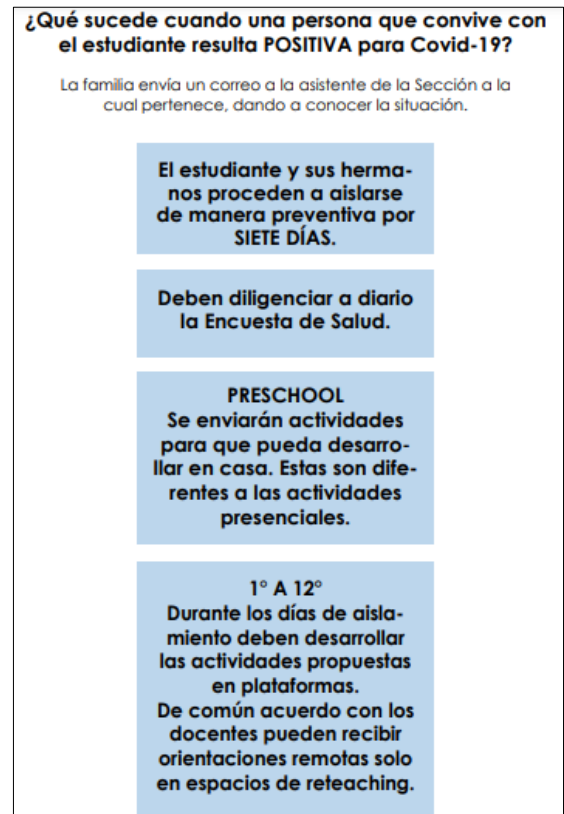 ¿Qué sucede cuando una persona que convive con
el estudiante resulta POSITIVA para Covid-19?
La familia envía un correo a la asistente de la Sección a la
cual pertenece, dando a conocer la situación.
El estudiante y sus herma-
nos proceden a aislarse
de manera preventiva por
SIETE DÍAS.
Deben diligenciar a diario
la Encuesta de Salud.
PRESCHOOL
Se enviarán actividades
para que pueda desarro-
llar en casa. Estas son dife-
rentes a las actividades
presenciales.
1° A 12°
Durante los días de aisla-
miento deben desarrollar
las actividades propuestas
en plataformas.
De común acuerdo con los
docentes pueden recibir
orientaciones remotas solo
en espacios de reteaching.